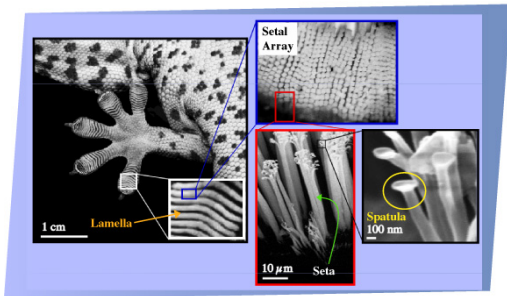 Setal
Array
Lamella
1 cm
10 μm
Seta
Spatula
100 nm